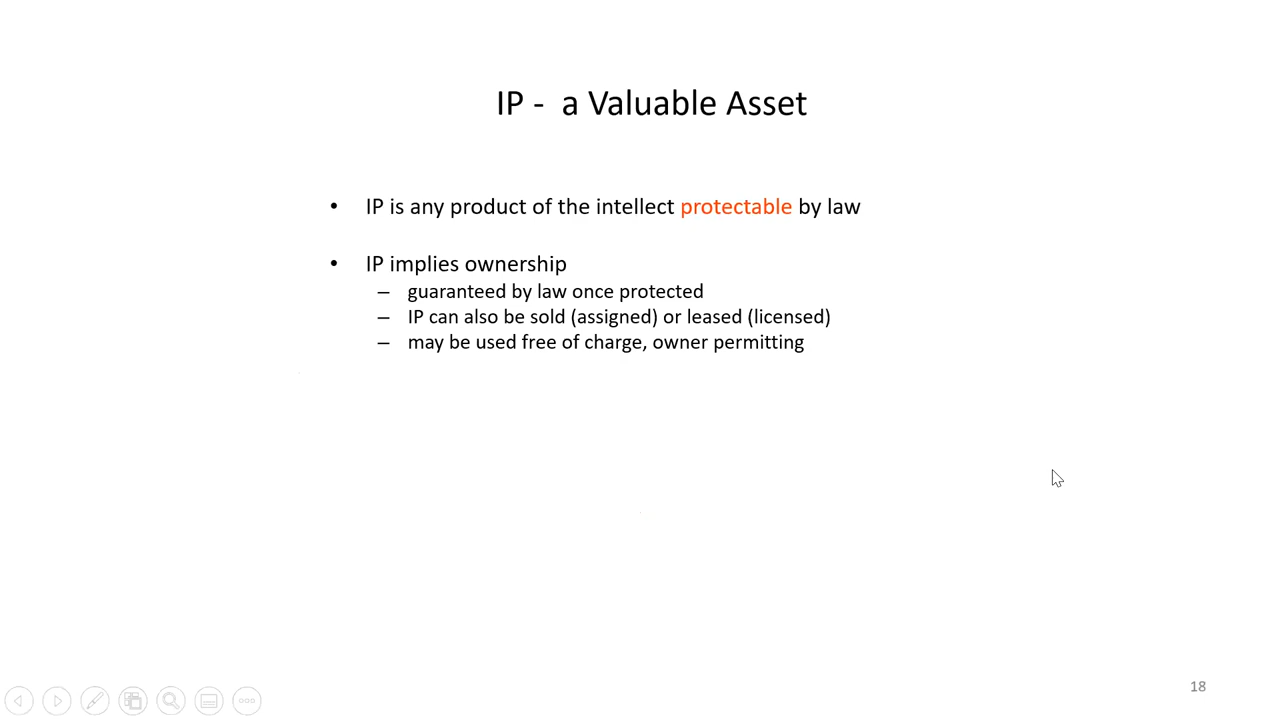 IP -  a Valuable Asset
• IP is any product of the intellect protectable by law
• IP implies ownership
– guaranteed by law once protected
– IP can also be sold (assigned) or leased (licensed)
– may be used free of charge, owner permitting
18